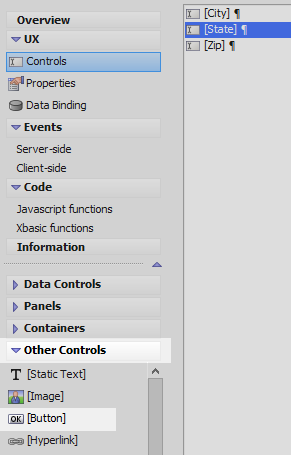 Overview
UX
Controls
Properties
Data Binding
Events
Server-side
Client-side
Code
Javascript functions
Xbasic functions
Information
Data Controls
Panels
Containers
Other Controls
T [Static Text]
[Image]
OK [Button]
[Hyperlink]
[City] ¶
[State] ¶
[Zip] ¶